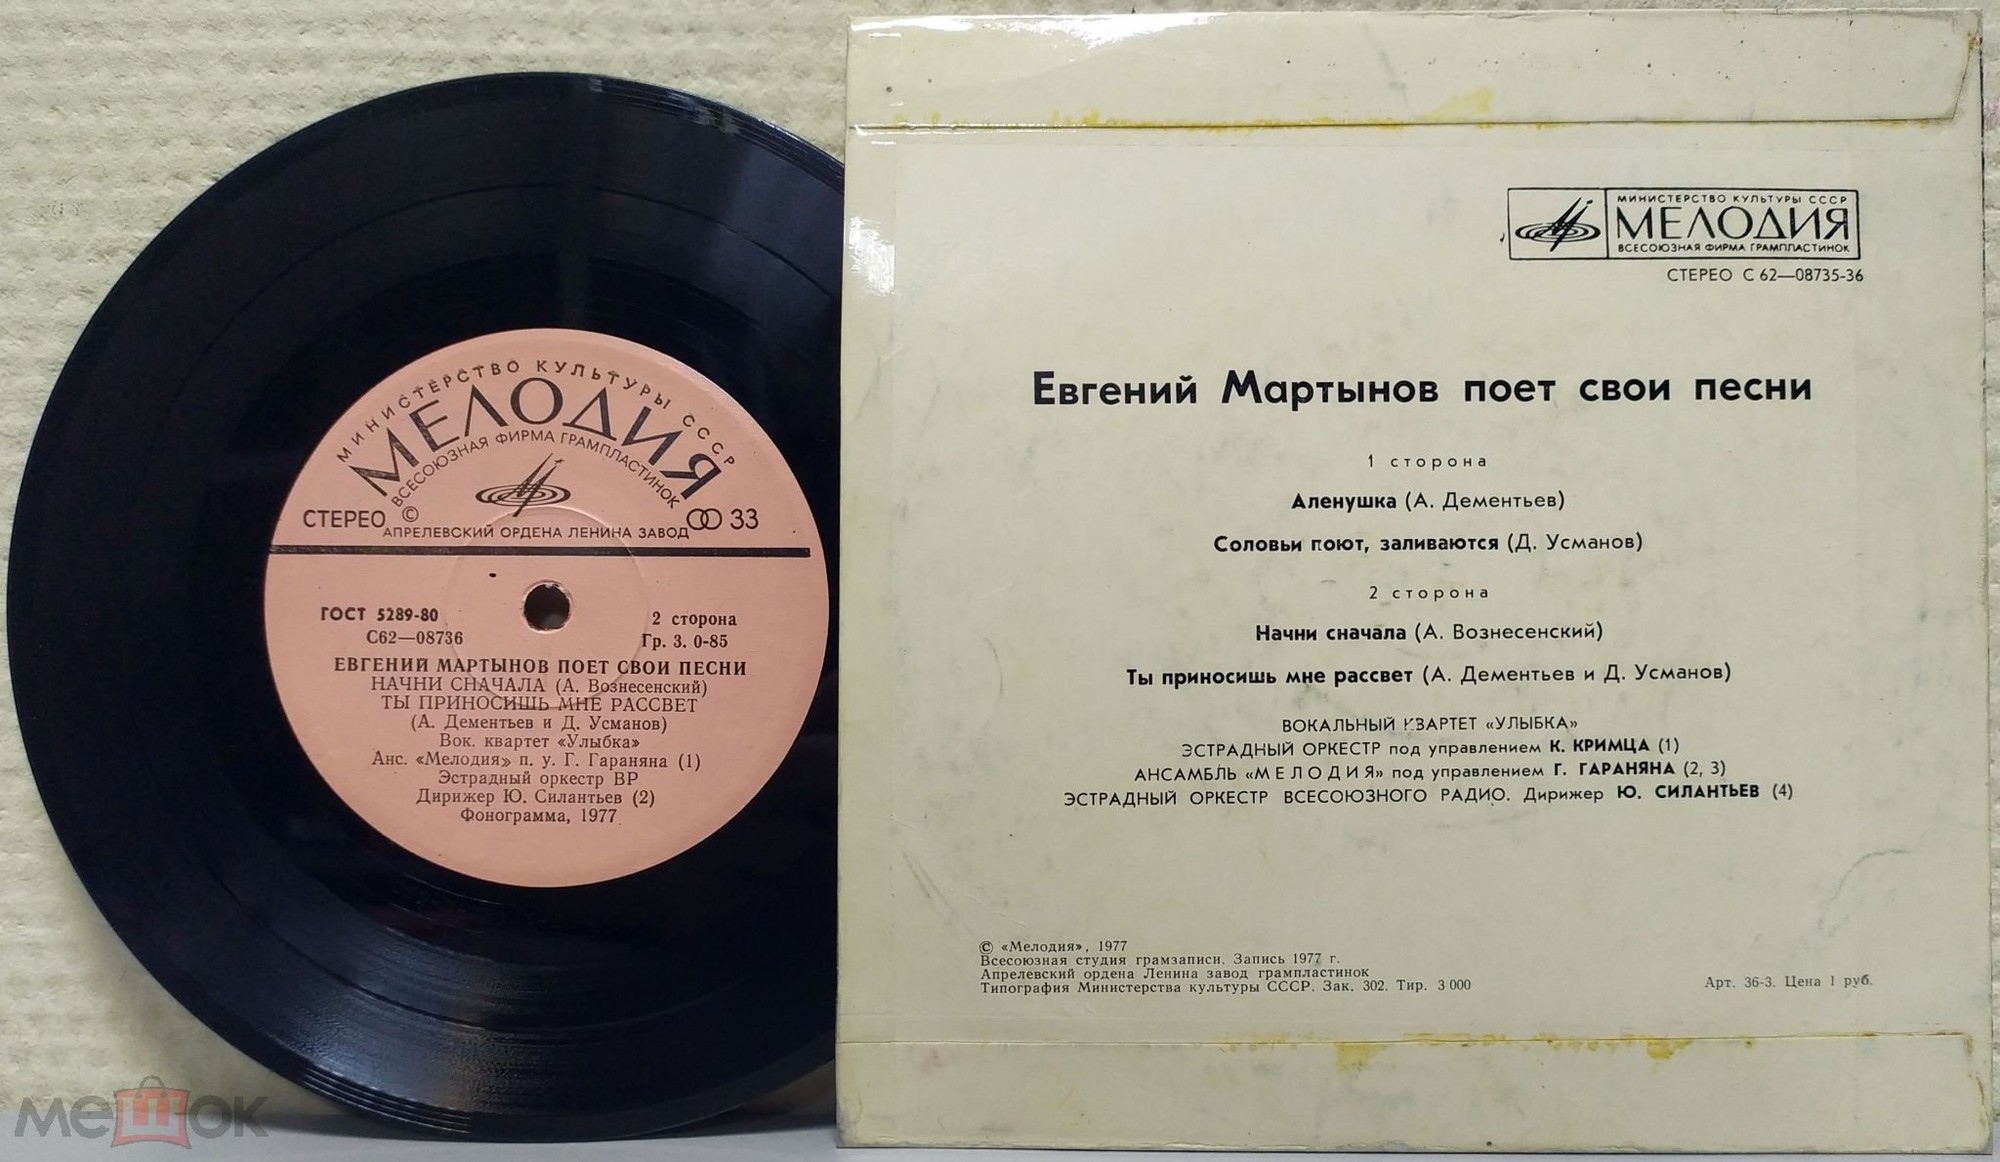 МИНИСТЕРСТВО КУЛЬТУРЫ СССР
МЕЛОДИЯ
ВСЕСОЮЗНАЯ ФИРМА ГРАМПЛАСТИНОК
СТЕРЕО © 33
АПРЕЛЕВСКИЙ ОРДЕНА ЛЕНИНА ЗАВОД
ГОСТ 5289-80 2 сторона
С62—08736 Гр. 3. 0-85
ЕВГЕНИЙ МАРТЫНОВ ПОЕТ СВОИ ПЕСНИ
НАЧНИ СНАЧАЛА (А. Вознесенский)
ТЫ ПРИНОСИШЬ МНЕ РАССВЕТ
(А. Дементьев и Д. Усманов)
Вок. квартет «Улыбка»
Анс. «Мелодия» п. у. Г. Гараняна (1)
Эстрадный оркестр ВР
Дирижер Ю. Силантьев (2)
Фонограмма, 1977
МИНИСТЕРСТВО КУЛЬТУРЫ СССР
МЕЛОДИЯ
ВСЕСОЮЗНАЯ ФИРМА ГРАМПЛАСТИНОК
СТЕРЕО С 62—08735-36
Евгений Мартынов поет свои песни
1 сторона
Аленушка (А. Дементьев)
Соловьи поют, заливаются (Д. Усманов)
2 сторона
Начни сначала (А. Вознесенский)
Ты приносишь мне рассвет (А. Дементьев и Д. Усманов)
ВОКАЛЬНЫЙ КВАРТЕТ «УЛЫБКА»
ЭСТРАДНЫЙ ОРКЕСТР под управлением К. КРИМЦА (1)
АНСАМБЛЬ «МЕЛОДИЯ» под управлением Г. ГАРАНЯНА (2, 3)
ЭСТРАДНЫЙ ОРКЕСТР ВСЕСОЮЗНОГО РАДИО. Дирижер Ю. СИЛАНТЬЕВ (4)
© «Мелодия», 1977
Всесоюзная студия грамзаписи. Запись 1977 г.
Апрелевский ордена Ленина завод грампластинок
Типография Министерства культуры СССР. Зак. 302. Тир. 3 000
Арт. 36-3. Цена 1 руб.
мешок